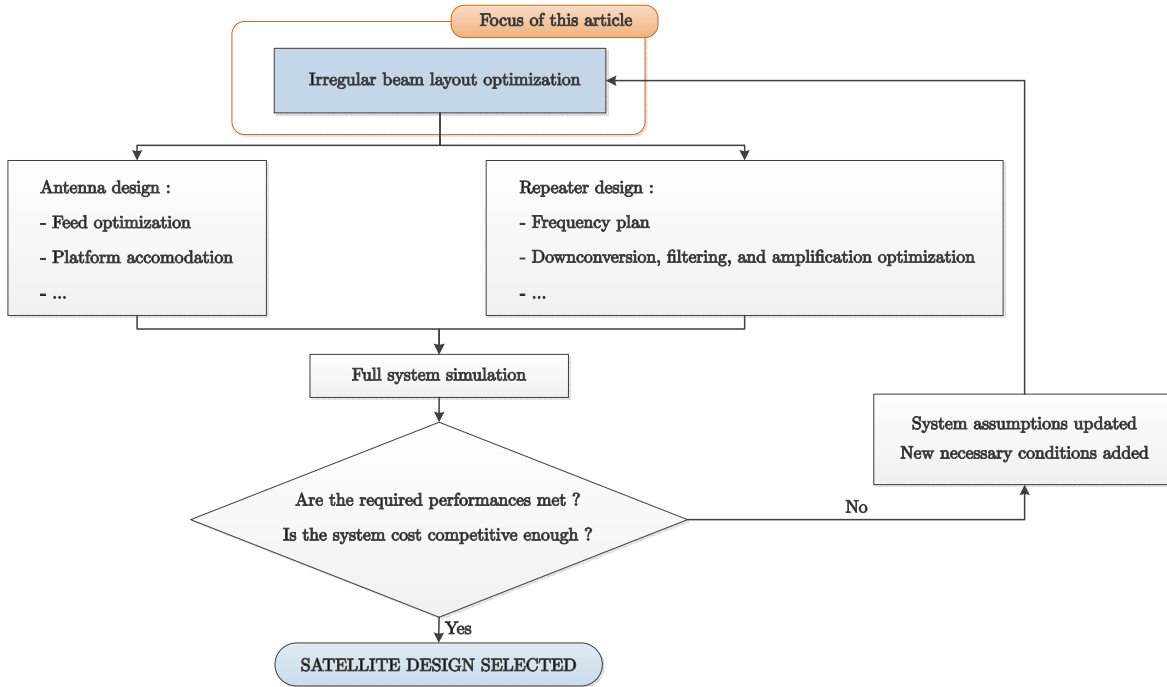 Focus of this article
Irregular beam layout optimization
Antenna design :
- Feed optimization
- Platform accomodation
- ...
Repeater design :
- Frequency plan
- Downconversion, filtering, and amplification optimization
- ...
Full system simulation
System assumptions updated
New necessary conditions added
Are the required performances met ?
Is the system cost competitive enough ?
No
Yes
SATELLITE DESIGN SELECTED